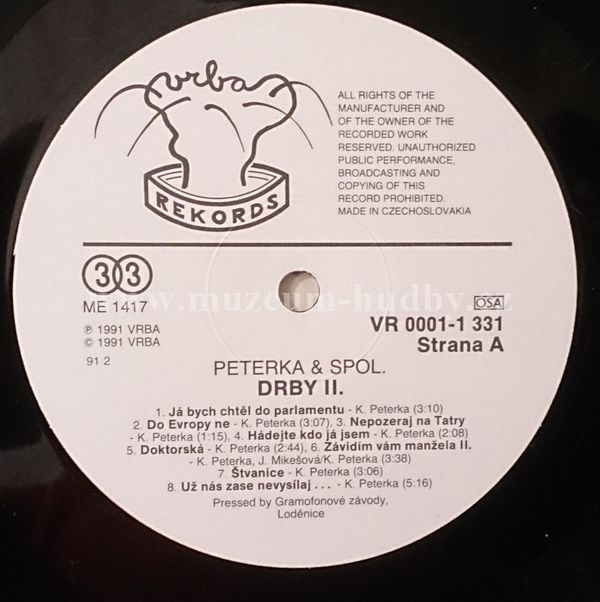 vrba
REKORDS
ALL RIGHTS OF THE
MANUFACTURER AND
OF THE OWNER OF THE
RECORDED WORK
RESERVED. UNAUTHORIZED
PUBLIC PERFORMANCE,
BROADCASTING AND
COPYING OF THIS
RECORD PROHIBITED.
MADE IN CZECHOSLOVAKIA
33
ME 1417
℗ 1991 VRBA
© 1991 VRBA
91 2
OSA
VR 0001-1 331
Strana A
www.muzeum-hudby.cz
PETERKA & SPOL.
DRBY II.
1. Já bych chtěl do parlamentu - K. Peterka (3:10)
2. Do Evropy ne - K. Peterka (3:07), 3. Nepozeraj na Tatry
- K. Peterka (1:15), 4. Hádejte kdo já jsem - K. Peterka (2:08)
5. Doktorská - K. Peterka (2:44), 6. Závidím vám manžela II.
- K. Peterka, J. Mikešová/K. Peterka (3:38)
7. Štvanice - K. Peterka (3:06)
8. Už nás zase nevysílaj . . . - K. Peterka (5:16)
Pressed by Gramofonové závody,
Loděnice